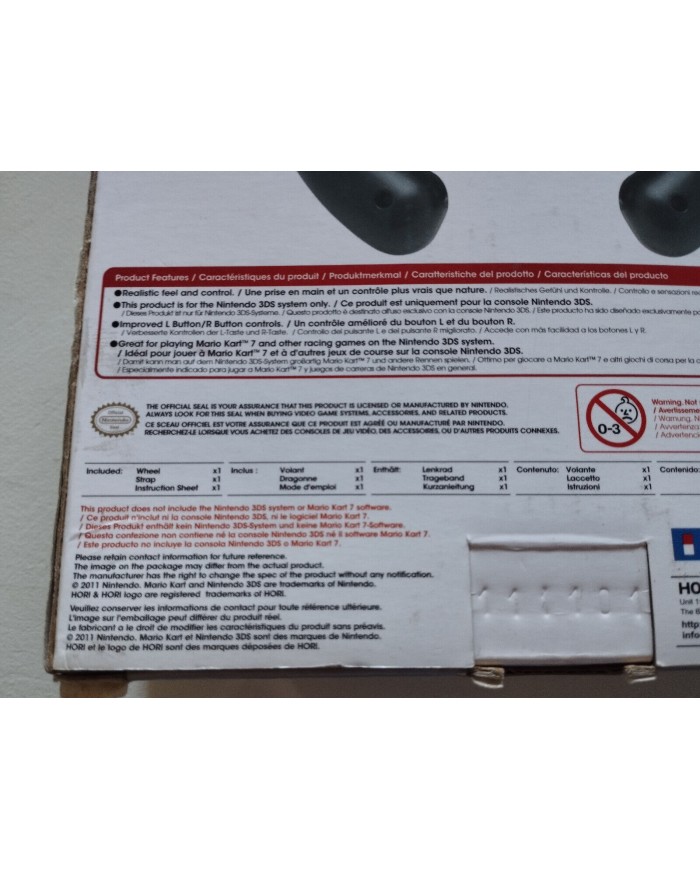 Product Features / Caractéristiques du produit / Produktmerkmal / Caratteristiche del prodotto / Características del producto
●Realistic feel and control. / Une prise en main et un contrôle plus vrais que nature. / Realistisches Gefühl und Kontrolle. / Controllo e sensazioni
●This product is for the Nintendo 3DS system only. / Ce produit est uniquement pour la console Nintendo 3DS.
/ Dieses Produkt ist nur für Nintendo 3DS-Systeme. / Questo prodotto è destinato all'uso esclusivo con la console Nintendo 3DS. / Este producto ha sido diseñado exclusivamente
●Improved L Button/R Button controls. / Un contrôle amélioré du bouton L et du bouton R.
/ Verbesserte Kontrollen der L-Taste und R-Taste. / Controllo del pulsante L e del pulsante R migliorato. / Accede con más facilidad a los botones L y R.
●Great for playing Mario Kart™ 7 and other racing games on the Nintendo 3DS system.
/ Idéal pour jouer à Mario Kart™ 7 et à d'autres jeux de course sur la console Nintendo 3DS.
/ Damit kann man auf dem Nintendo 3DS-System großartig Mario Kart™ 7 und andere Rennen spielen. / Ottimo per giocare a Mario Kart™ 7 e altri giochi di corsa per la
/ Especialmente indicado para jugar a Mario Kart™ 7 y juegos de carreras de Nintendo 3DS en general.
Official
Nintendo
Seal
THE OFFICIAL SEAL IS YOUR ASSURANCE THAT THIS PRODUCT IS LICENSED OR MANUFACTURED BY NINTENDO.
ALWAYS LOOK FOR THIS SEAL WHEN BUYING VIDEO GAME SYSTEMS, ACCESSORIES, AND RELATED PRODUCTS.
CE SCEAU OFFICIEL EST VOTRE ASSURANCE QUE CE PRODUIT EST AGRÉÉ OU MANUFACTURÉ PAR NINTENDO.
RECHERCHEZ-LE LORSQUE VOUS ACHETEZ DES CONSOLES DE JEU VIDÉO, DES ACCESSOIRES, OU D'AUTRES PRODUITS CONNEXES.
0-3
Warning. Not
/ Avertissement
/ Warnung. N
/ Avvertenza
/ Advertenci
Included: Wheel x1 Inclus : Volant x1 Enthält: Lenkrad x1 Contenuto: Volante x1 Contenido:
Strap x1 Dragonne x1 Trageband x1 Laccetto x1
Instruction Sheet x1 Mode d'emploi x1 Kurzanleitung x1 Istruzioni x1
This product does not include the Nintendo 3DS system or Mario Kart 7 software.
/ Ce produit n'inclut ni la console Nintendo 3DS, ni le logiciel Mario Kart 7.
/ Dieses Produkt enthält kein Nintendo 3DS-System und keine Mario Kart 7-Software.
/ Questa confezione non contiene né la console Nintendo 3DS né il software Mario Kart 7.
/ Este producto no incluye la consola Nintendo 3DS o Mario Kart 7.
Please retain contact information for future reference.
The image on the package may differ from the actual product.
The manufacturer has the right to change the spec of the product without any notification.
© 2011 Nintendo. Mario Kart and Nintendo 3DS are trademarks of Nintendo.
HORI & HORI logo are registered trademarks of HORI.
Veuillez conserver les informations de contact pour toute référence ultérieure.
L'image sur l'emballage peut différer du produit réel.
Le fabricant a le droit de modifier les caractéristiques du produit sans préavis.
© 2011 Nintendo. Mario Kart et Nintendo 3DS sont des marques de Nintendo.
HORI et le logo de HORI sont des marques déposées de HORI.
HO
Unit 1
The B
http
info